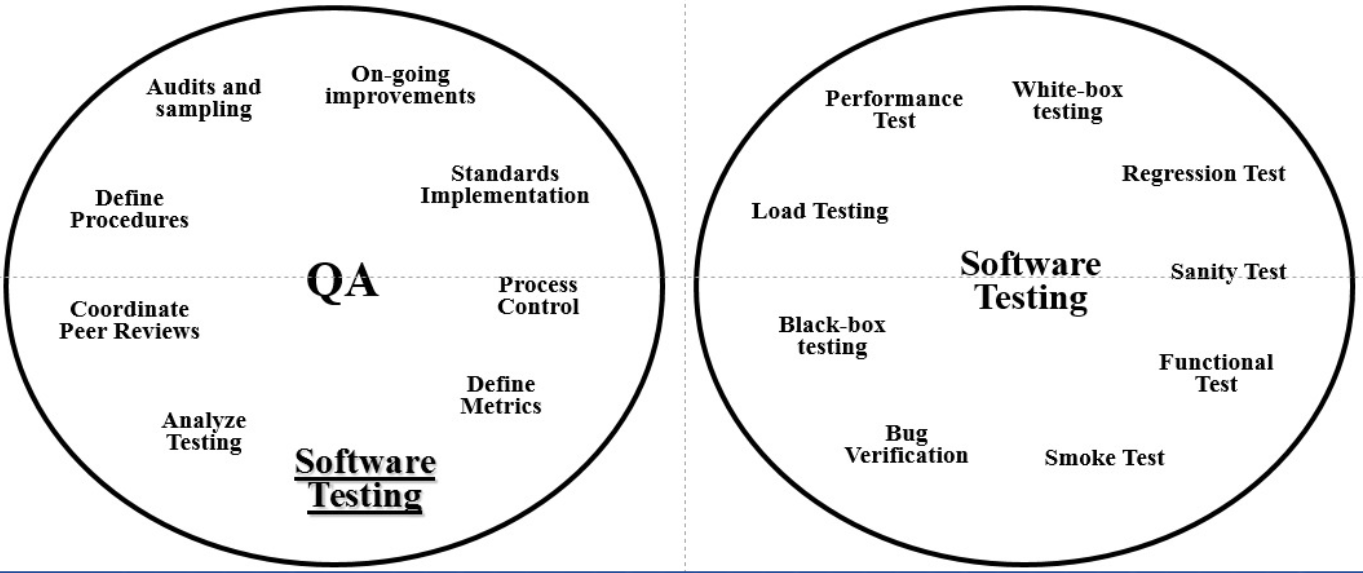 Audits and
sampling
On-going
improvements
Define
Procedures
Standards
Implementation
QA
Coordinate
Peer Reviews
Process
Control
Define
Metrics
Analyze
Testing
Software
Testing
Performance
Test
White-box
testing
Regression Test
Load Testing
Software
Testing
Sanity Test
Black-box
testing
Functional
Test
Bug
Verification
Smoke Test